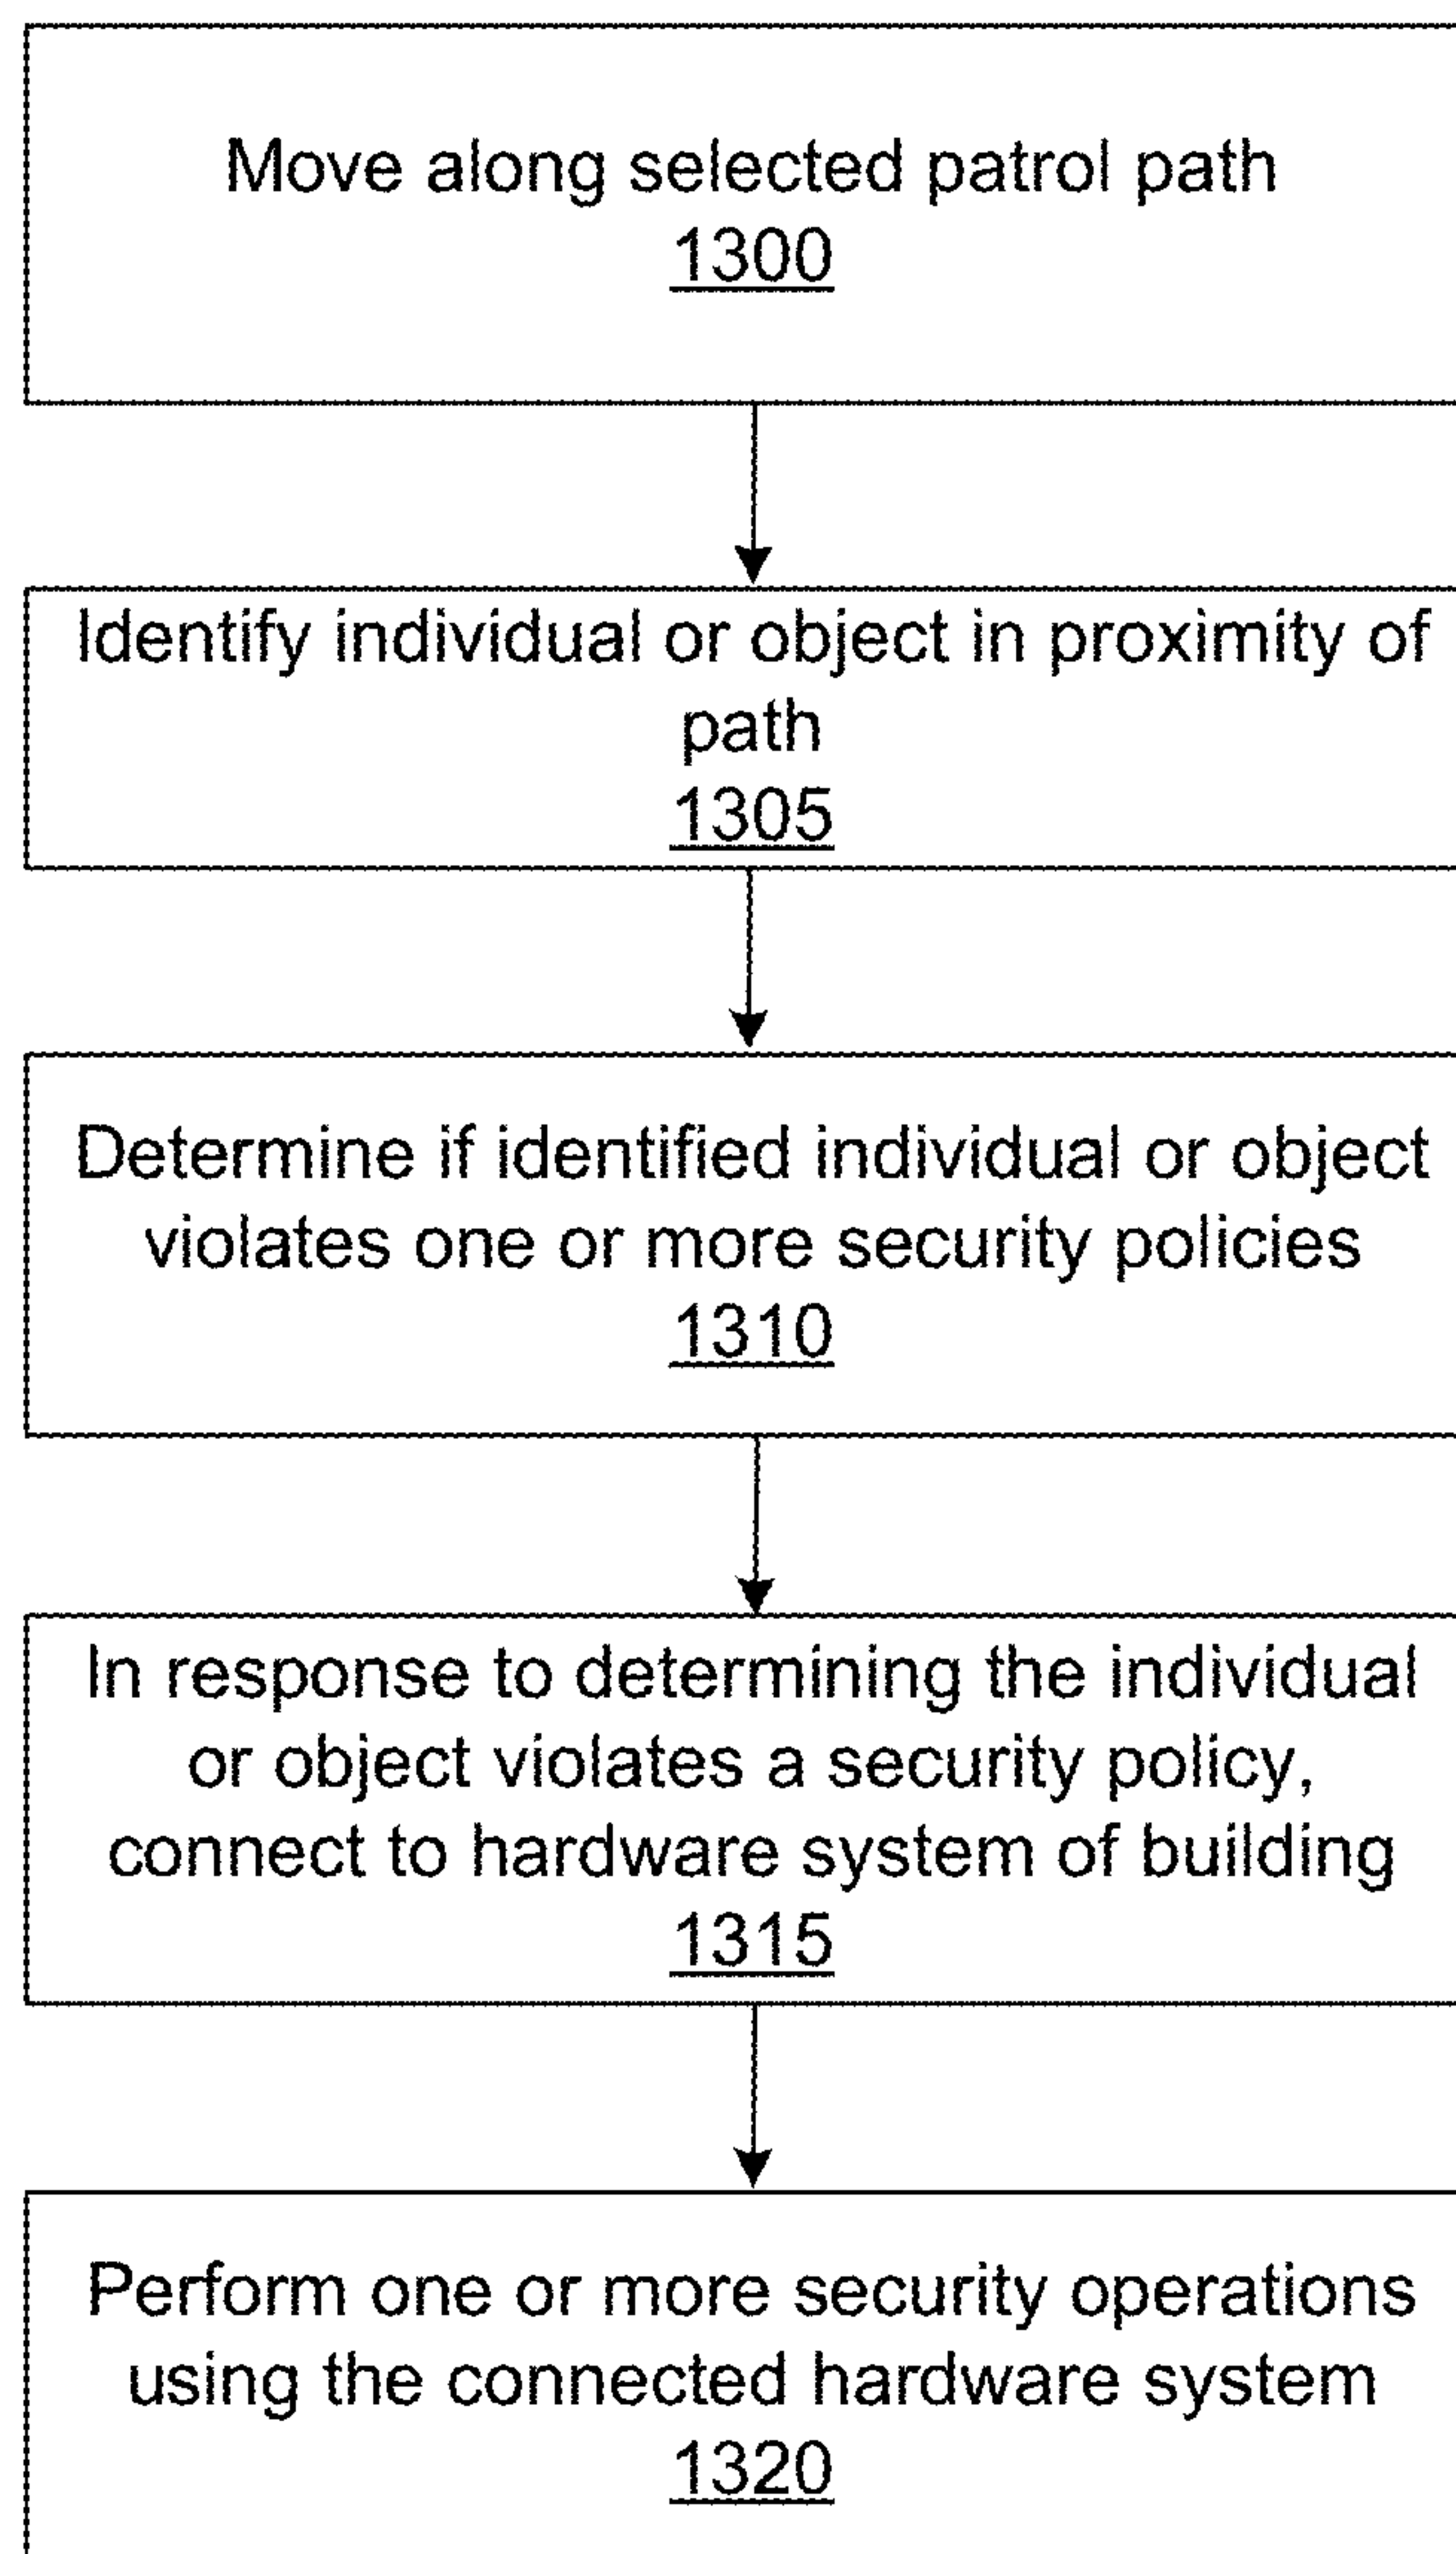 Move along selected patrol path
1300
Identify individual or object in proximity of
path
1305
Determine if identified individual or object
violates one or more security policies
1310
In response to determining the individual
or object violates a security policy,
connect to hardware system of building
1315
Perform one or more security operations
using the connected hardware system
1320